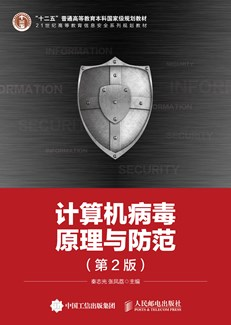 “十二五”普通高等教育本科国家级规划教材
21世纪高等教育信息安全系列规划教材
INFORMATION
SECURITY
SECURITY
计算机病毒
原理与防范
（第2版）
秦志光 张凤荔 主编
中国工信出版集团
人民邮电出版社